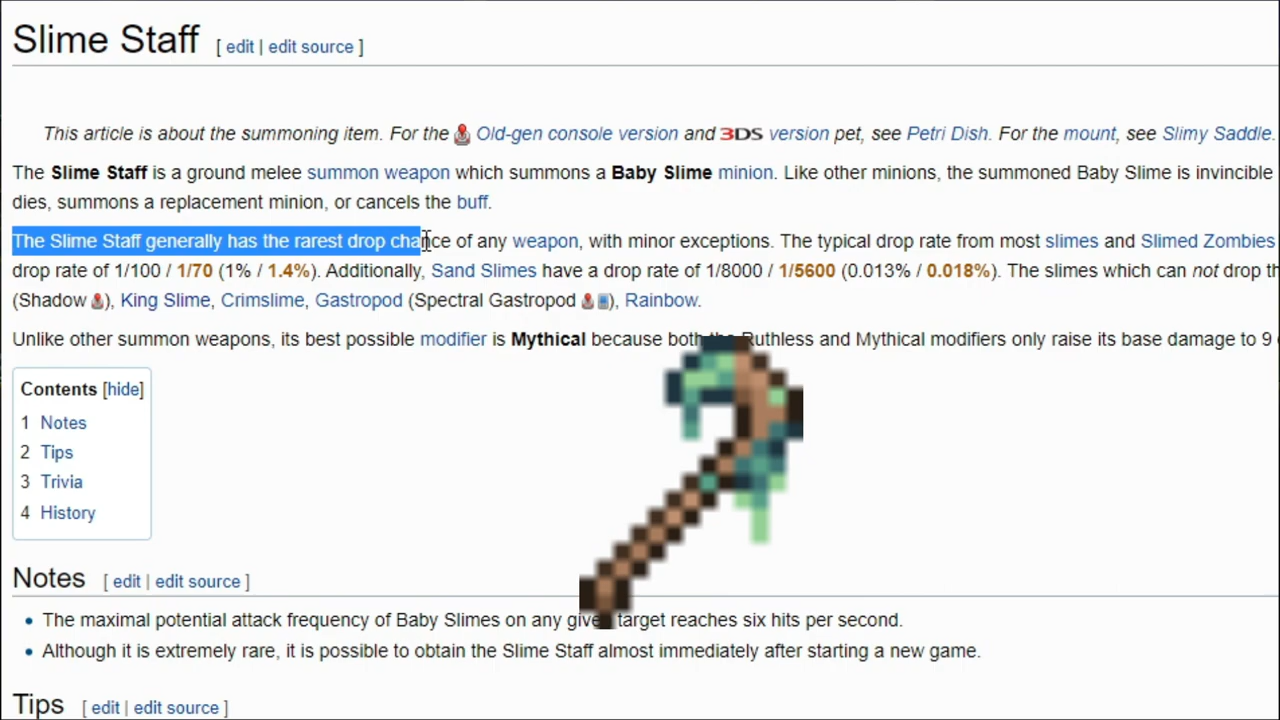 Slime Staff [ edit | edit source ]
This article is about the summoning item. For the Old-gen console version and 3DS version pet, see Petri Dish. For the mount, see Slimy Saddle.
The Slime Staff is a ground melee summon weapon which summons a Baby Slime minion. Like other minions, the summoned Baby Slime is invincible
dies, summons a replacement minion, or cancels the buff.
The Slime Staff generally has the rarest drop chance of any weapon, with minor exceptions. The typical drop rate from most slimes and Slimed Zombies
drop rate of 1/100 / 1/70 (1% / 1.4%). Additionally, Sand Slimes have a drop rate of 1/8000 / 1/5600 (0.013% / 0.018%). The slimes which can not drop th
(Shadow ), King Slime, Crimslime, Gastropod (Spectral Gastropod ), Rainbow.
Unlike other summon weapons, its best possible modifier is Mythical because both the Ruthless and Mythical modifiers only raise its base damage to 9
Contents [hide]
1 Notes
2 Tips
3 Trivia
4 History
Notes [ edit | edit source ]
• The maximal potential attack frequency of Baby Slimes on any given target reaches six hits per second.
• Although it is extremely rare, it is possible to obtain the Slime Staff almost immediately after starting a new game.
Tips [ edit | edit source ]